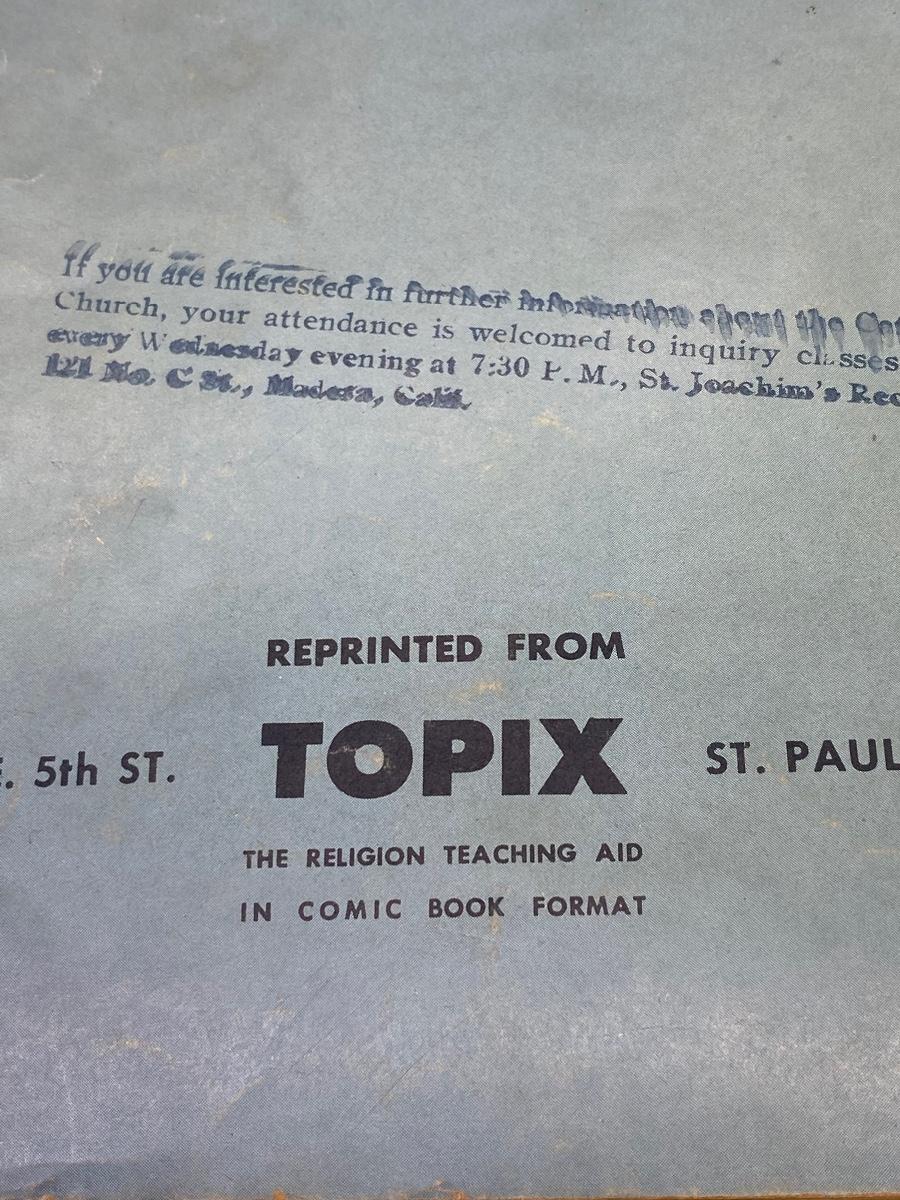 If you are interested in further information about the
Church, your attendance is welcomed to inquiry classes
every Wednesday evening at 7:30 P.M., St. Joachim's Rec
121 No. C St., Madera, Calif.
REPRINTED FROM
E. 5th ST. TOPIX ST. PAUL
THE RELIGION TEACHING AID
IN COMIC BOOK FORMAT